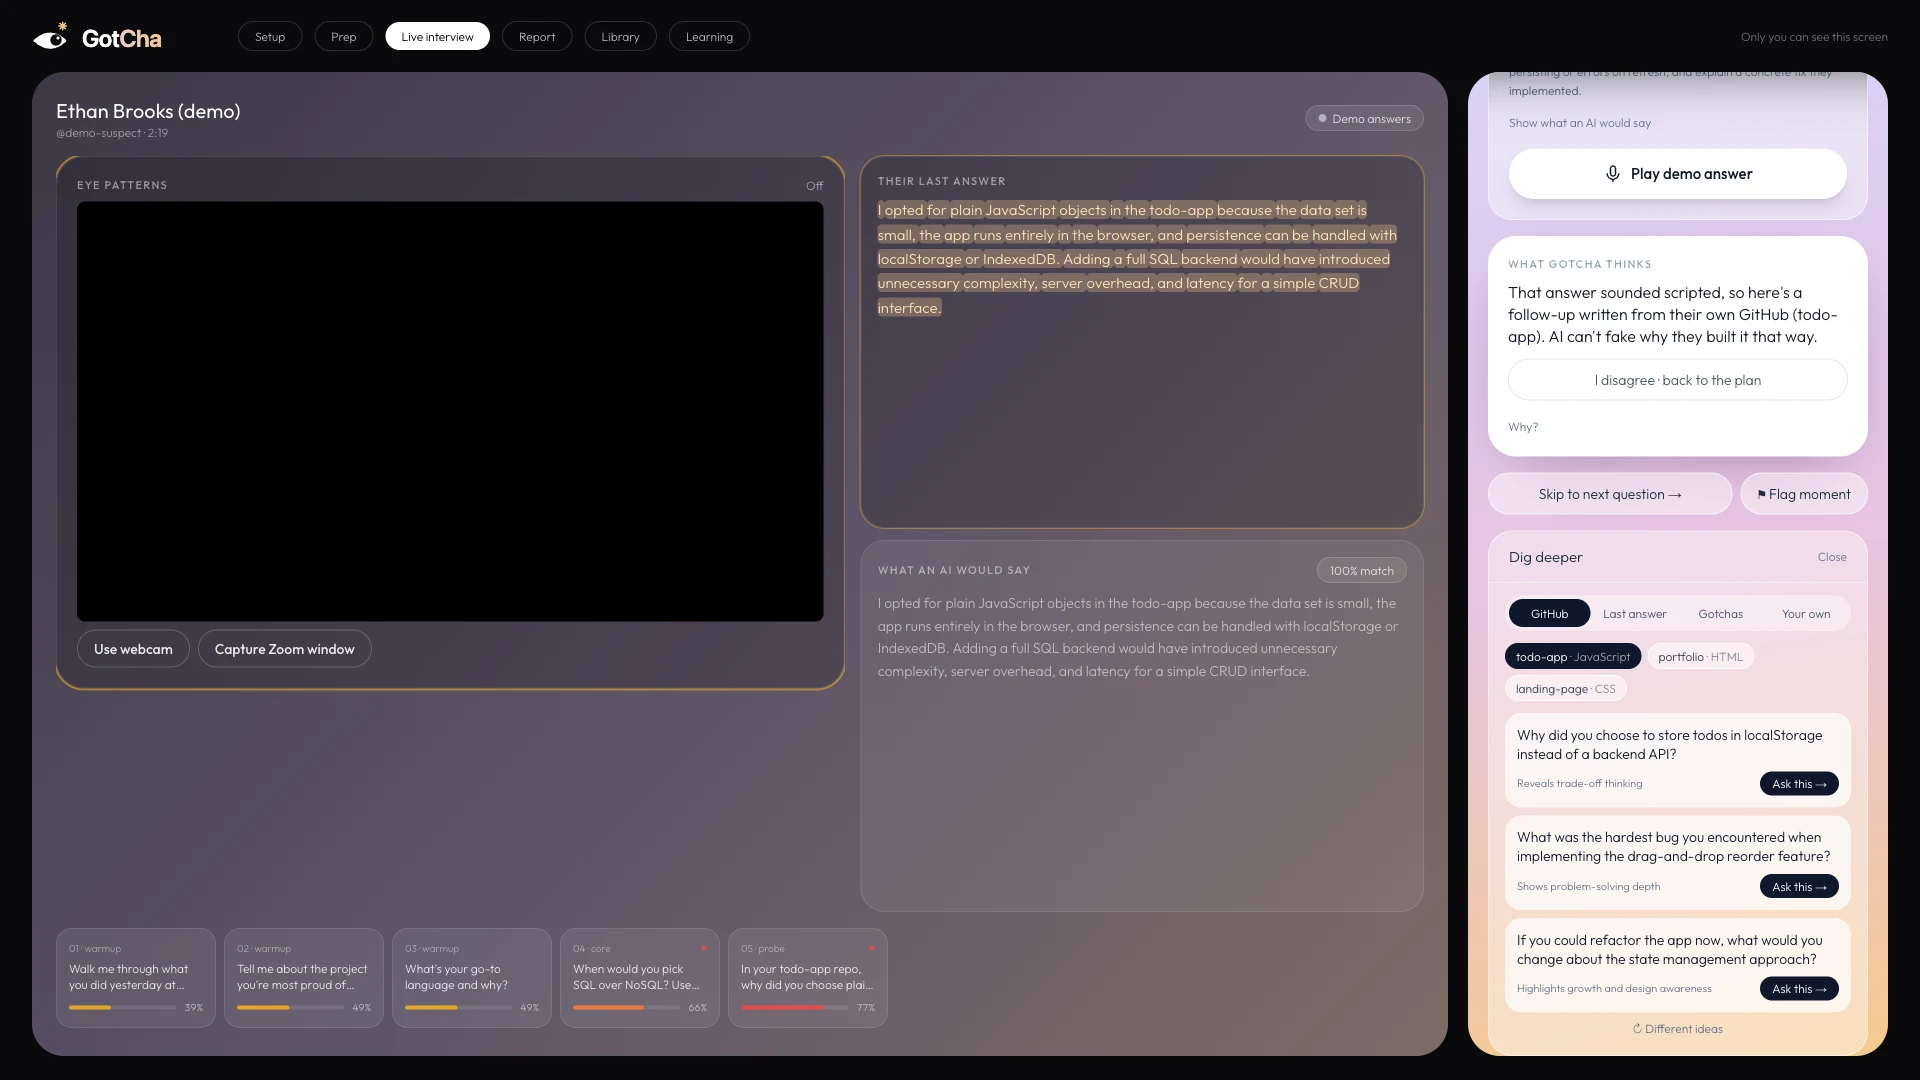 GotCha
Setup
Prep
Live interview
Report
Library
Learning
Only you can see this screen
Ethan Brooks (demo)
@demo-suspect · 2:19
Demo answers
EYE PATTERNS
Off
Use webcam
Capture Zoom window
THEIR LAST ANSWER
I opted for plain JavaScript objects in the todo-app because the data set is
small, the app runs entirely in the browser, and persistence can be handled with
localStorage or IndexedDB. Adding a full SQL backend would have introduced
unnecessary complexity, server overhead, and latency for a simple CRUD
interface.
WHAT AN AI WOULD SAY
100% match
I opted for plain JavaScript objects in the todo-app because the data set is small, the
app runs entirely in the browser, and persistence can be handled with localStorage or
IndexedDB. Adding a full SQL backend would have introduced unnecessary
complexity, server overhead, and latency for a simple CRUD interface.
01 · warmup
Walk me through what
you did yesterday at...
39%
02 · warmup
Tell me about the project
you're most proud of...
49%
03 · warmup
What's your go-to
language and why?
49%
04 · core
When would you pick
SQL over NoSQL? Use...
66%
05 · probe
In your todo-app repo,
why did you choose plai...
77%
persisting or errors on refresh, and explain a concrete fix they
implemented.
Show what an AI would say
Play demo answer
WHAT GOTCHA THINKS
That answer sounded scripted, so here's a
follow-up written from their own GitHub (todo-
app). AI can't fake why they built it that way.
I disagree · back to the plan
Why?
Skip to next question →
⚑ Flag moment
Dig deeper
Close
GitHub
Last answer
Gotchas
Your own
todo-app · JavaScript
portfolio · HTML
landing-page · CSS
Why did you choose to store todos in localStorage
instead of a backend API?
Reveals trade-off thinking
Ask this →
What was the hardest bug you encountered when
implementing the drag-and-drop reorder feature?
Shows problem-solving depth
Ask this →
If you could refactor the app now, what would you
change about the state management approach?
Highlights growth and design awareness
Ask this →
↻ Different ideas